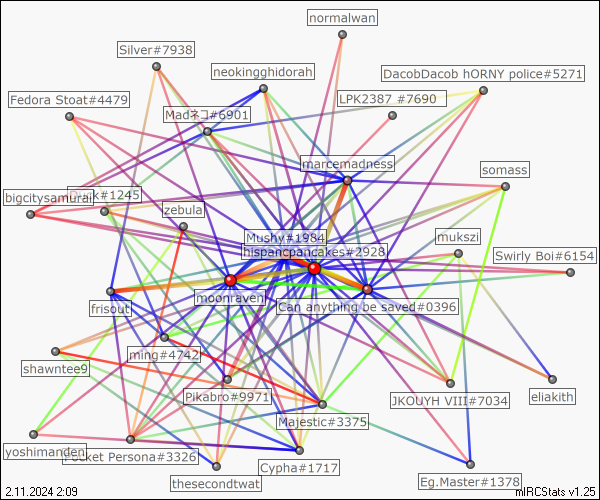 normalwan
Silver#7938
neokingghidorah
DacobDacob hORNY police#5271
Fedora Stoat#4479
LPK2387 #7690
Madネコ#6901
marcemadness
somass
bigcitysamurai
#1245
zebula
Mushy#1984
mukszi
hispancpancakes#2928
Swirly Boi#6154
moonraven
frisout
Can anything be saved#0396
ming#4742
shawntee9
Pikabro#9971
JKOUYH VIII#7034
eliakith
Majestic#3375
yoshimanden
Pocket Persona#3326
Cypha#1717
thesecondtwat
Eg.Master#1378
2.11.2024 2:09
mIRCStats v1.25